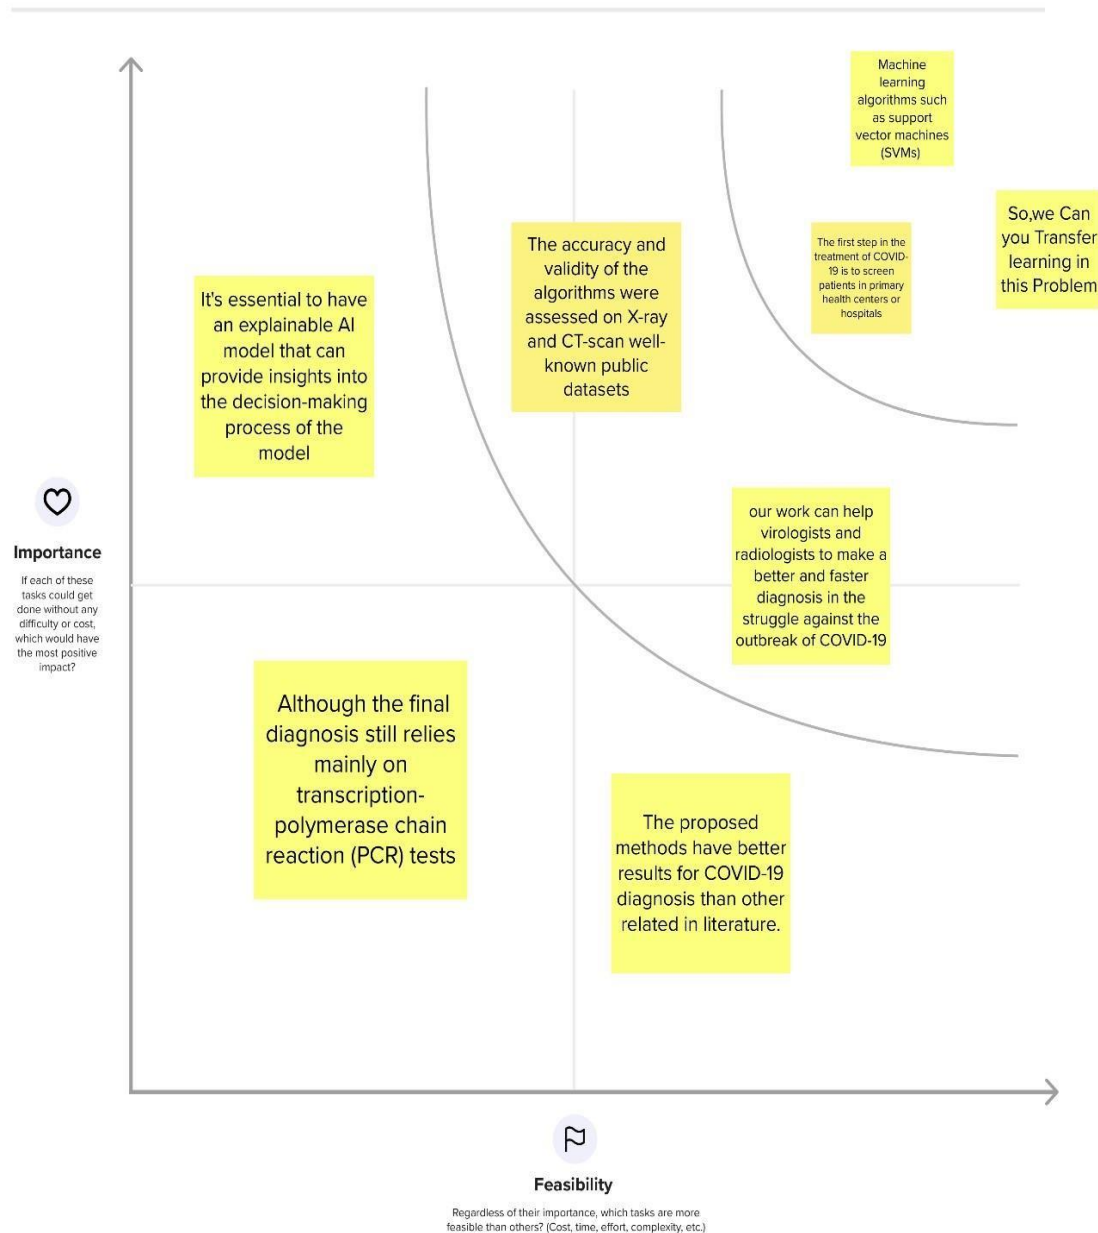 Machine
learning
algorithms such
as support
vector machines
(SVMs)
So,we Can
you Transfer
learning in
this Problem
The first step in the
treatment of COVID-
19 is to screen
patients in primary
health centers or
hospitals
The accuracy and
validity of the
algorithms were
assessed on X-ray
and CT-scan well-
known public
datasets
It's essential to have
an explainable AI
model that can
provide insights into
the decision-making
process of the
model
our work can help
virologists and
radiologists to make a
better and faster
diagnosis in the
struggle against the
outbreak of COVID-19
Importance
If each of these
tasks could get
done without any
difficulty or cost,
which would have
the most positive
impact?
Although the final
diagnosis still relies
mainly on
transcription-
polymerase chain
reaction (PCR) tests
The proposed
methods have better
results for COVID-19
diagnosis than other
related in literature.
Feasibility
Regardless of their importance, which tasks are more
feasible than others? (Cost, time, effort, complexity, etc.)